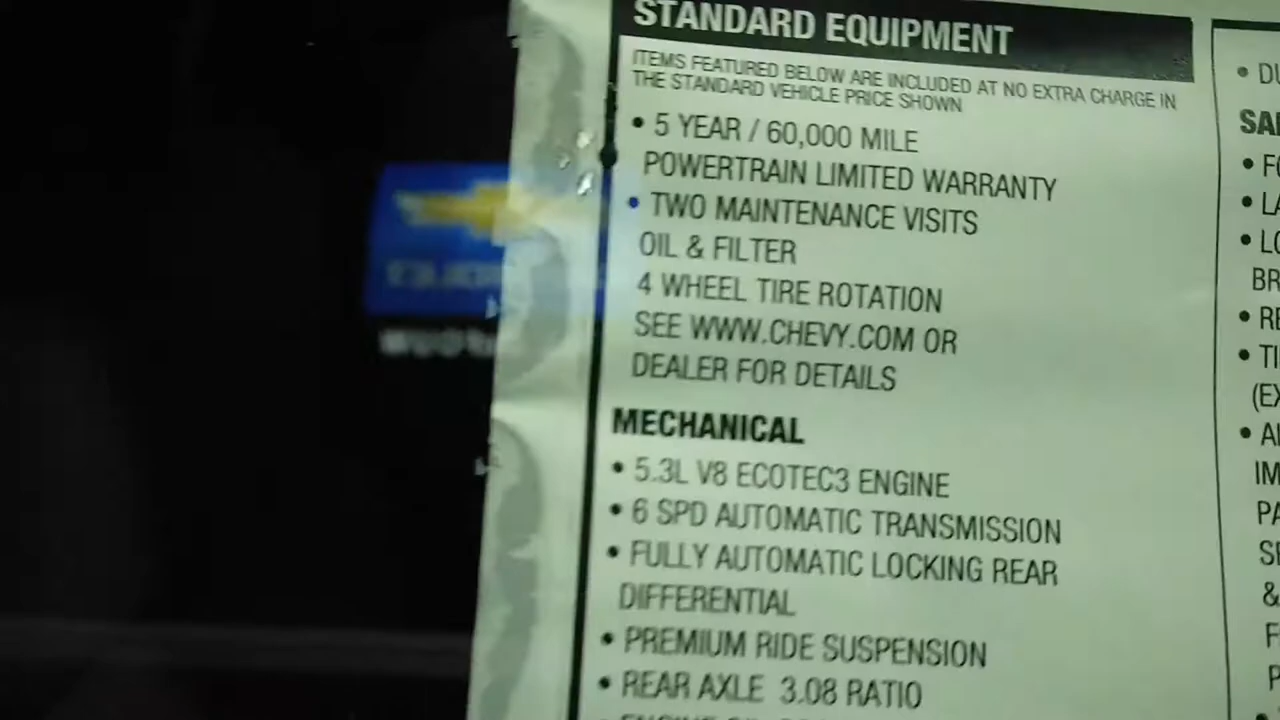 STANDARD EQUIPMENT
ITEMS FEATURED BELOW ARE INCLUDED AT NO EXTRA CHARGE IN
THE STANDARD VEHICLE PRICE SHOWN
• 5 YEAR / 60,000 MILE
POWERTRAIN LIMITED WARRANTY
• TWO MAINTENANCE VISITS
OIL & FILTER
4 WHEEL TIRE ROTATION
SEE WWW.CHEVY.COM OR
DEALER FOR DETAILS
MECHANICAL
• 5.3L V8 ECOTEC3 ENGINE
• 6 SPD AUTOMATIC TRANSMISSION
• FULLY AUTOMATIC LOCKING REAR
DIFFERENTIAL
• PREMIUM RIDE SUSPENSION
• REAR AXLE 3.08 RATIO